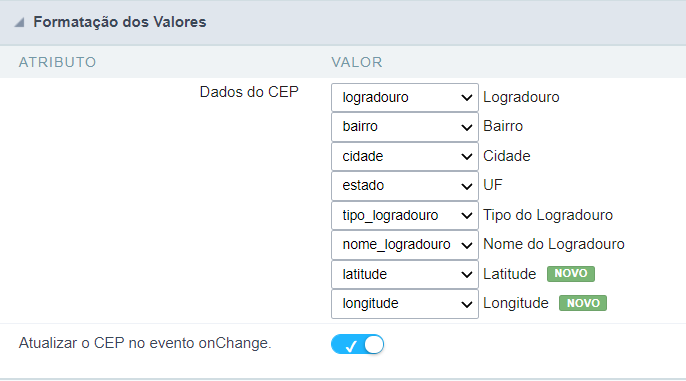 Formatação dos Valores
ATRIBUTO VALOR
Dados do CEP logradouro Logradouro
bairro Bairro
cidade Cidade
estado UF
tipo_logradouro Tipo do Logradouro
nome_logradouro Nome do Logradouro
latitude Latitude NOVO
longitude Longitude NOVO
Atualizar o CEP no evento onChange.